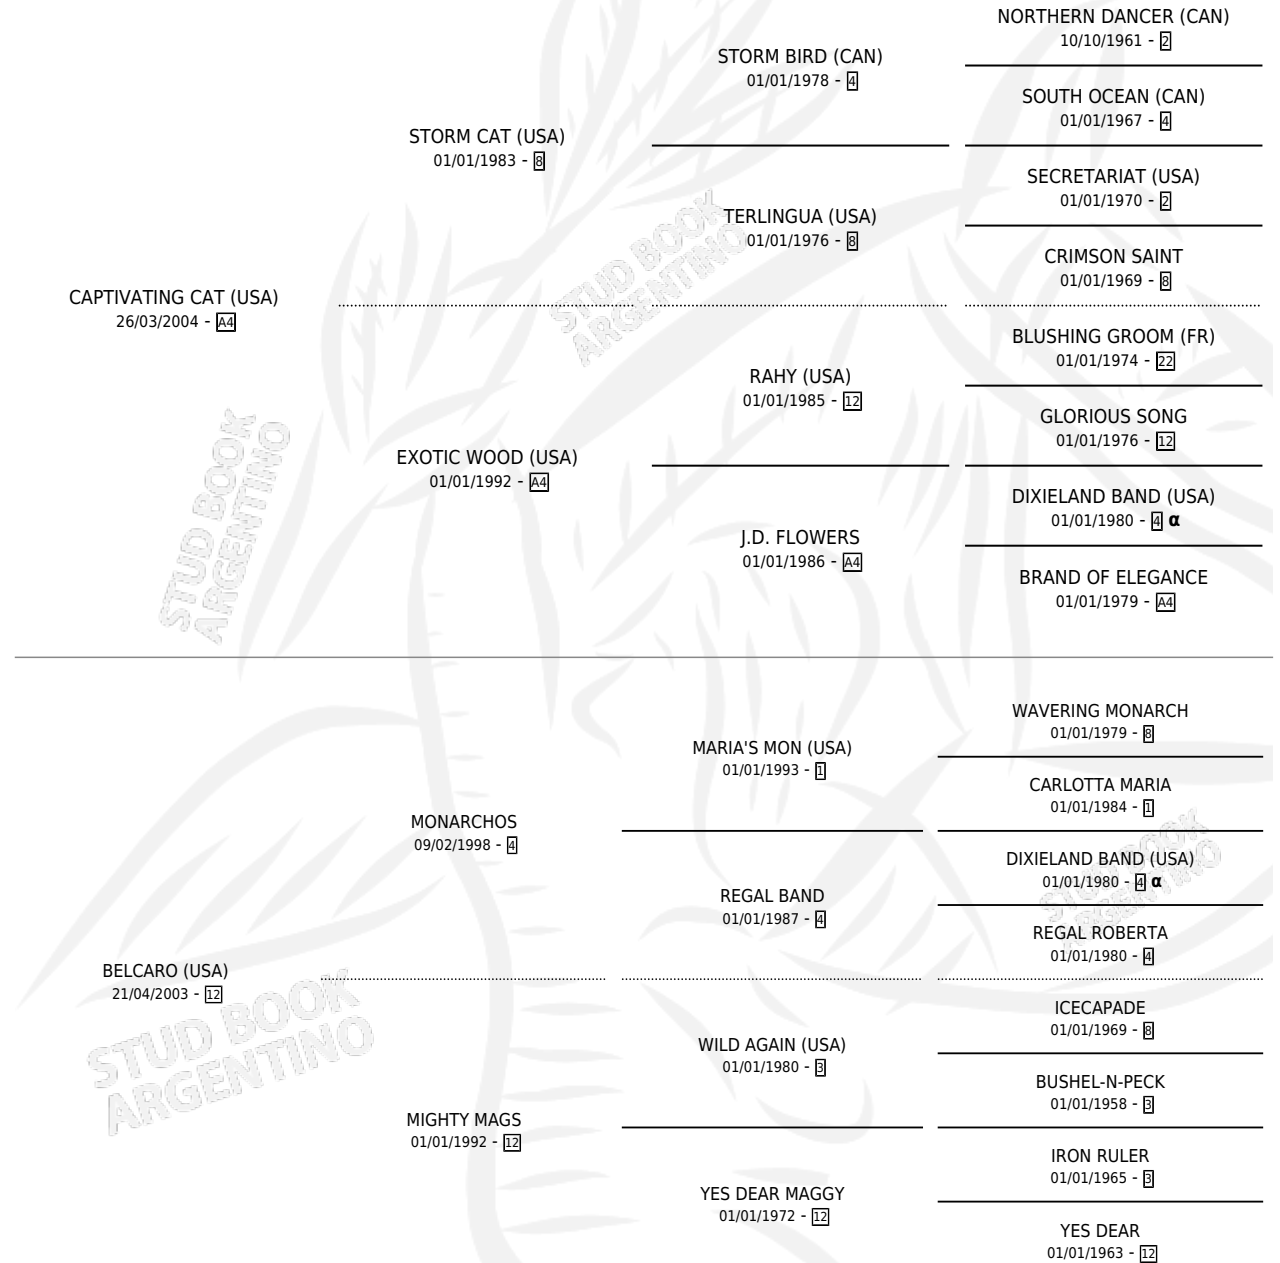 NORTHERN DANCER (CAN)
10/10/1961 - 2
STORM BIRD (CAN)
01/01/1978 - 4
SOUTH OCEAN (CAN)
01/01/1967 - 4
STORM CAT (USA)
01/01/1983 - 8
SECRETARIAT (USA)
01/01/1970 - 2
TERLINGUA (USA)
01/01/1976 - 8
CRIMSON SAINT
01/01/1969 - 8
CAPTIVATING CAT (USA)
26/03/2004 - A4
BLUSHING GROOM (FR)
01/01/1974 - 22
RAHY (USA)
01/01/1985 - 12
GLORIOUS SONG
01/01/1976 - 12
EXOTIC WOOD (USA)
01/01/1992 - A4
DIXIELAND BAND (USA)
01/01/1980 - 4 α
J.D. FLOWERS
01/01/1986 - A4
BRAND OF ELEGANCE
01/01/1979 - A4
WAVERING MONARCH
01/01/1979 - 8
MARIA'S MON (USA)
01/01/1993 - 1
CARLOTTA MARIA
01/01/1984 - 1
MONARCHOS
09/02/1998 - 4
DIXIELAND BAND (USA)
01/01/1980 - 4 α
REGAL BAND
01/01/1987 - 4
REGAL ROBERTA
01/01/1980 - 4
BELCARO (USA)
21/04/2003 - 12
ICECAPADE
01/01/1969 - 8
WILD AGAIN (USA)
01/01/1980 - 3
BUSHEL-N-PECK
01/01/1958 - 3
MIGHTY MAGS
01/01/1992 - 12
IRON RULER
01/01/1965 - 3
YES DEAR MAGGY
01/01/1972 - 12
YES DEAR
01/01/1963 - 12
STUD BOOK
ARGENTINO
STUD BOOK
ARGENTINO
STUD BOOK
ARGENTINO
STUD BOOK
ARGENTINO